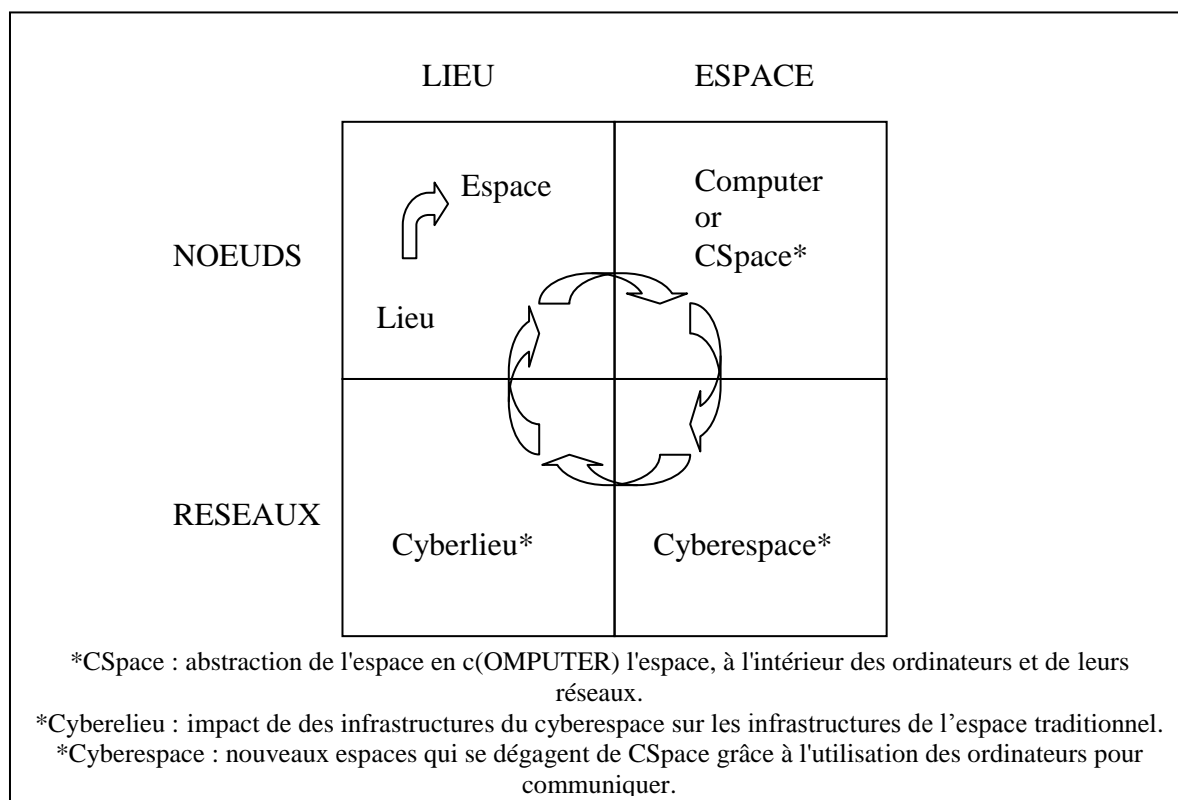 LIEU ESPACE
Espace
Computer
or
CSpace*
NOEUDS
Lieu
RESEAUX
Cyberlieu* Cyberespace*
*CSpace : abstraction de l'espace en c(OMPUTER) l'espace, à l'intérieur des ordinateurs et de leurs
réseaux.
*Cyberelieu : impact de des infrastructures du cyberespace sur les infrastructures de l’espace traditionnel.
*Cyberespace : nouveaux espaces qui se dégagent de CSpace grâce à l'utilisation des ordinateurs pour
communiquer.